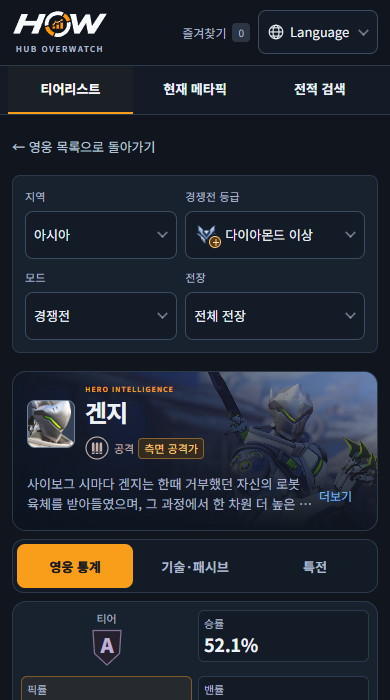 HOW
HUB OVERWATCH
즐겨찾기 0
Language
티어리스트 현재 메타픽 전적 검색
← 영웅 목록으로 돌아가기
지역 경쟁전 등급
아시아 다이아몬드 이상
모드 전장
경쟁전 전체 전장
HERO INTELLIGENCE
겐지
공격 측면 공격가
사이보그 시마다 겐지는 한때 거부했던 자신의 로봇
육체를 받아들였으며, 그 과정에서 한 차원 더 높은 … 더보기
영웅 통계 기술·패시브 특전
티어 승률
A 52.1%
픽률 밴률